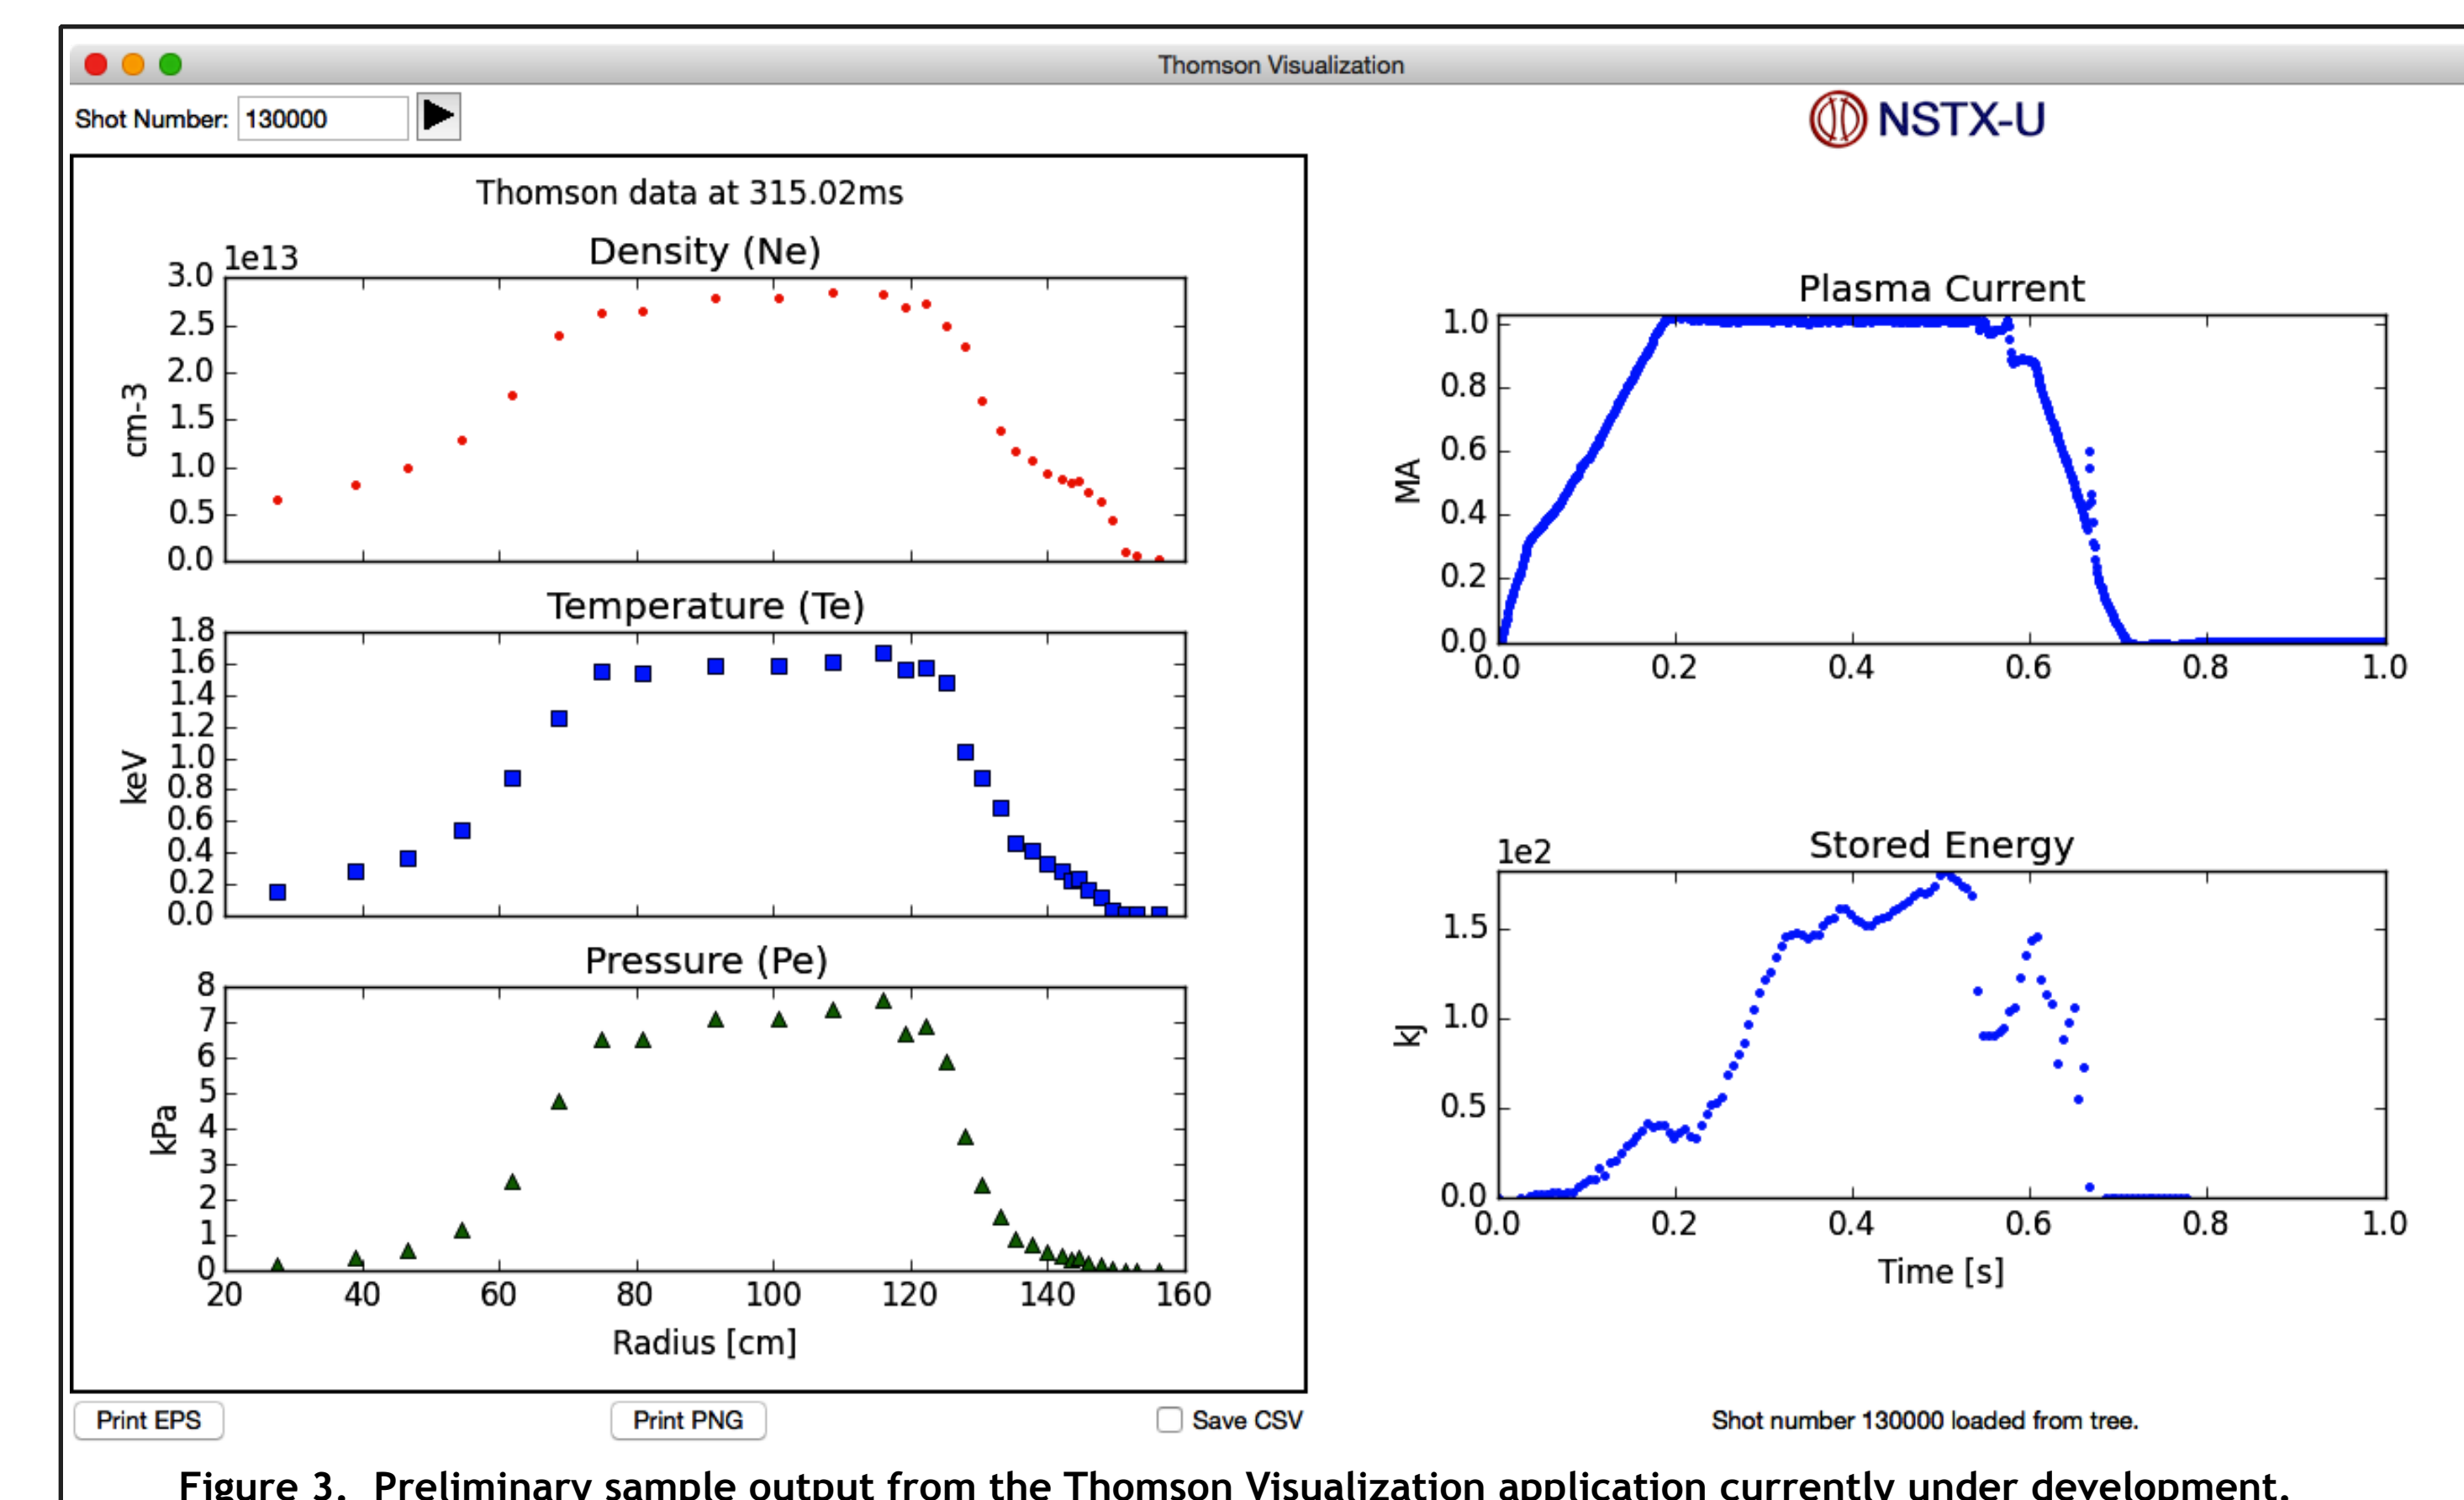 Thomson Visualization
Shot Number: 130000
NSTX-U
Thomson data at 315.02ms
Density (Ne)
1e13
3.0
2.5
2.0
1.5
1.0
0.5
0.0
cm-3
Temperature (Te)
1.8
1.6
1.4
1.2
1.0
0.8
0.6
0.4
0.2
0.0
keV
Pressure (Pe)
8
7
6
5
4
3
2
1
0
kPa
20 40 60 80 100 120 140 160
Radius [cm]
Plasma Current
1.0
0.8
0.6
0.4
0.2
0.0
MA
0.0 0.2 0.4 0.6 0.8 1.0
Stored Energy
1e2
1.5
1.0
0.5
0.0
kJ
0.0 0.2 0.4 0.6 0.8 1.0
Time [s]
Print EPS Print PNG Save CSV
Shot number 130000 loaded from tree.
Figure 3. Preliminary sample output from the Thomson Visualization application currently under development.